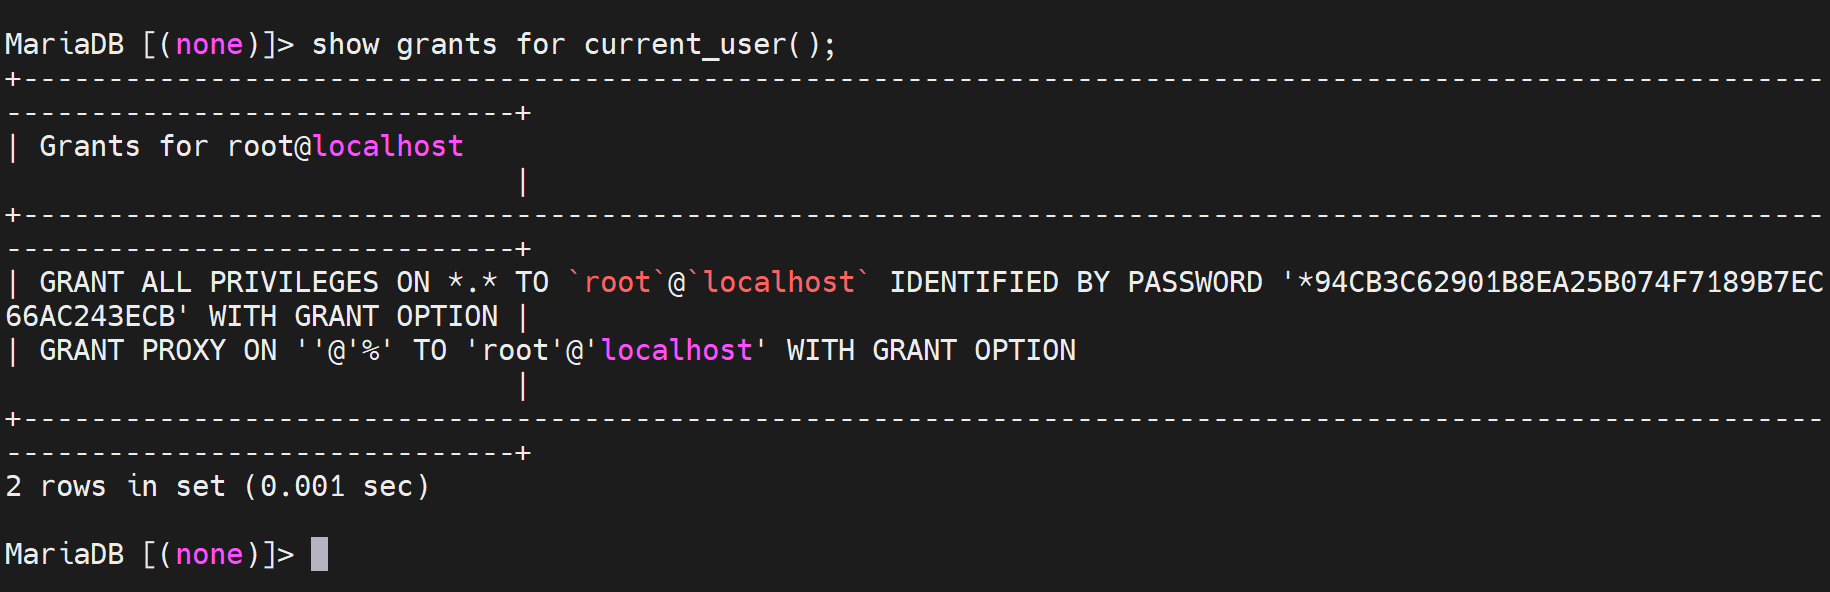 MariaDB [(none)]> show grants for current_user();
+----------------------------------------------------------------------------------------------------------
------------------------------+
| Grants for root@localhost
                              |
+----------------------------------------------------------------------------------------------------------
------------------------------+
| GRANT ALL PRIVILEGES ON *.* TO `root`@`localhost` IDENTIFIED BY PASSWORD '*94CB3C62901B8EA25B074F7189B7EC
66AC243ECB' WITH GRANT OPTION |
| GRANT PROXY ON ''@'%' TO 'root'@'localhost' WITH GRANT OPTION
                              |
+----------------------------------------------------------------------------------------------------------
------------------------------+
2 rows in set (0.001 sec)
MariaDB [(none)]>